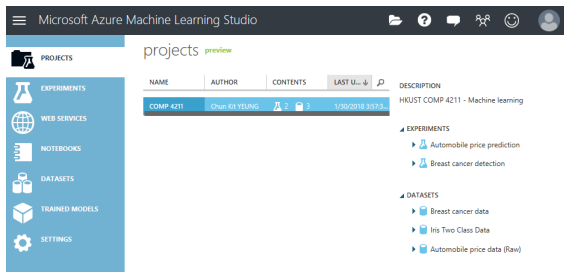 Microsoft Azure Machine Learning Studio
PROJECTS
EXPERIMENTS
WEB SERVICES
NOTEBOOKS
DATASETS
TRAINED MODELS
SETTINGS
projects preview
NAME AUTHOR CONTENTS LAST U...
COMP 4211 Chun Kit YEUNG 2 3 1/30/2018 3:57:3...
DESCRIPTION
HKUST COMP 4211 - Machine learning
EXPERIMENTS
Automobile price prediction
Breast cancer detection
DATASETS
Breast cancer data
Iris Two Class Data
Automobile price data (Raw)